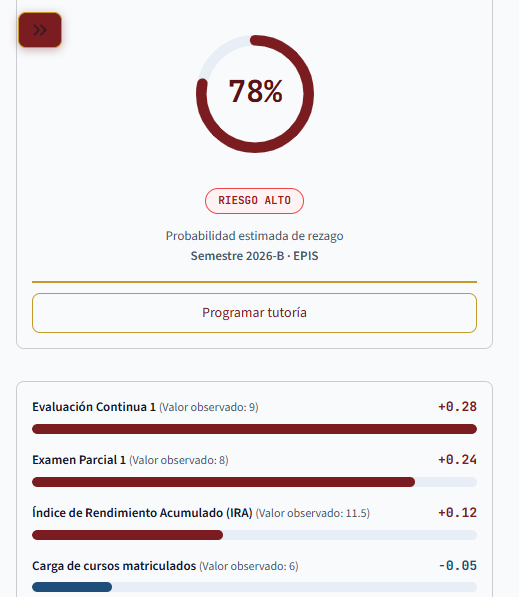 78%
RIESGO ALTO
Probabilidad estimada de rezago
Semestre 2026-B · EPIS
Programar tutoría
Evaluación Continua 1 (Valor observado: 9) +0.28
Examen Parcial 1 (Valor observado: 8) +0.24
Índice de Rendimiento Acumulado (IRA) (Valor observado: 11.5) +0.12
Carga de cursos matriculados (Valor observado: 6) -0.05